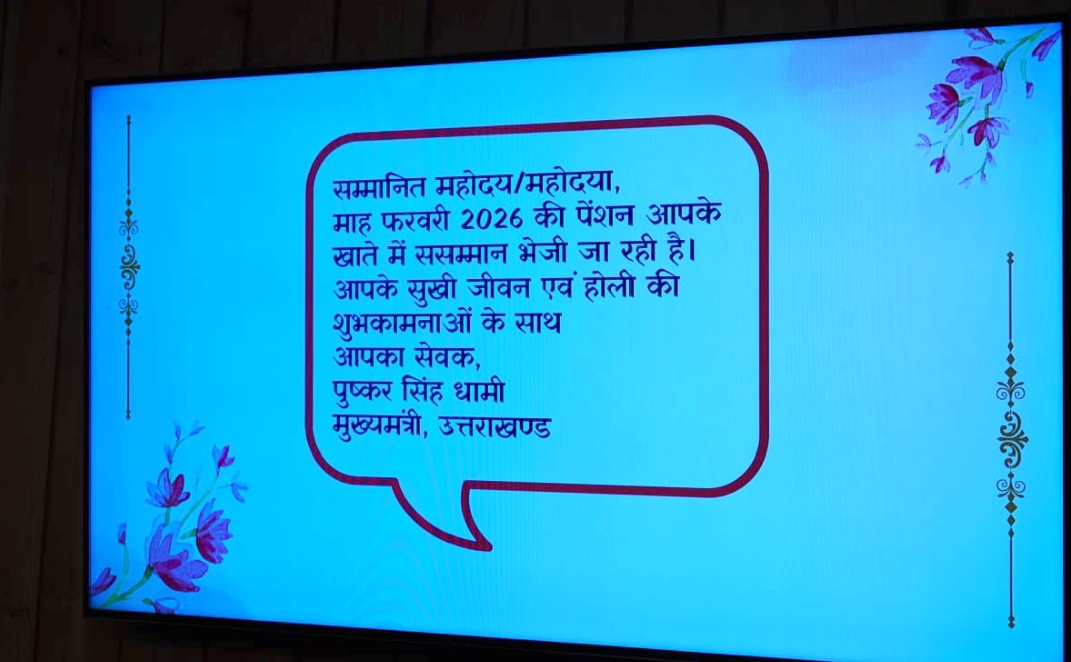 सम्मानित महोदय/महोदया,
माह फरवरी 2026 की पेंशन आपके
खाते में ससम्मान भेजी जा रही है।
आपके सुखी जीवन एवं होली की
शुभकामनाओं के साथ
आपका सेवक,
पुष्कर सिंह धामी
मुख्यमंत्री, उत्तराखण्ड